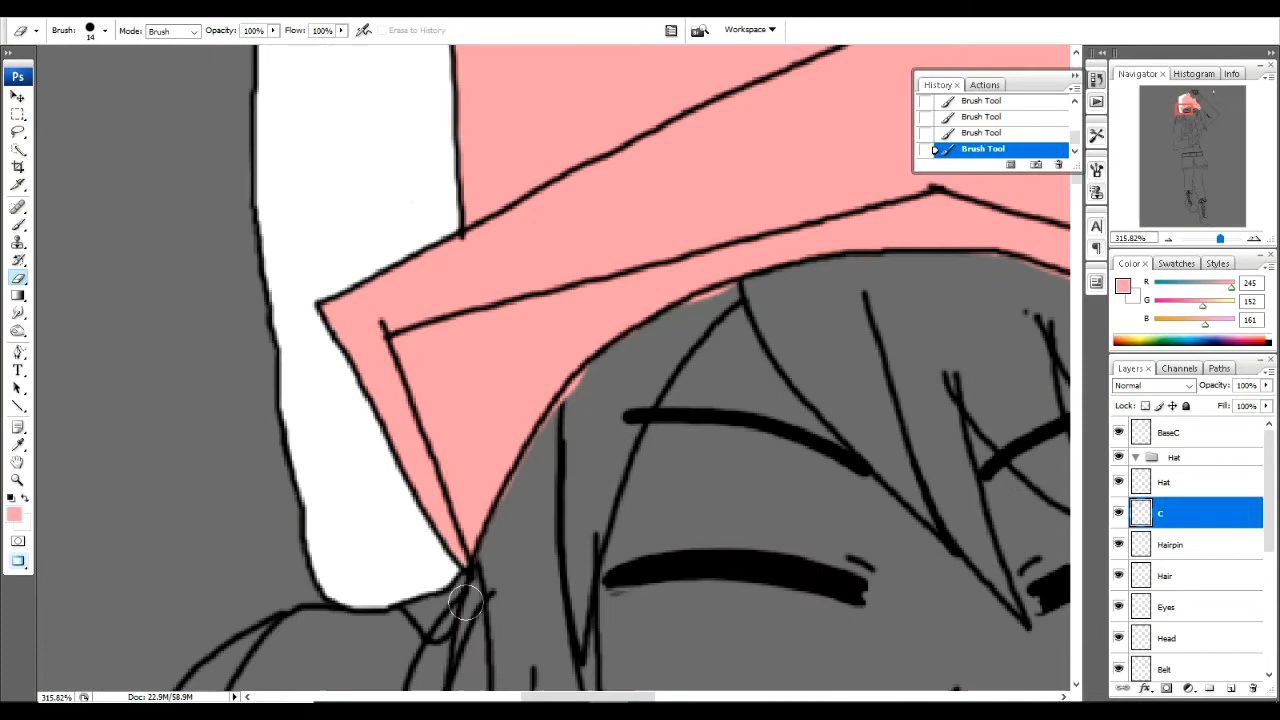 Brush:
14
Mode: Brush
Opacity: 100%
Flow: 100%
Erase to History
Workspace
Ps
History
Actions
Brush Tool
Brush Tool
Brush Tool
Brush Tool
Navigator
Histogram
Info
315.82%
Color
Swatches
Styles
R 245
G 152
B 161
Layers
Channels
Paths
Normal
Opacity: 100%
Lock:
Fill: 100%
BaseC
Hat
Hat
C
Hairpin
Hair
Eyes
Head
Belt
315.82%
Doc: 22.9M/58.9M